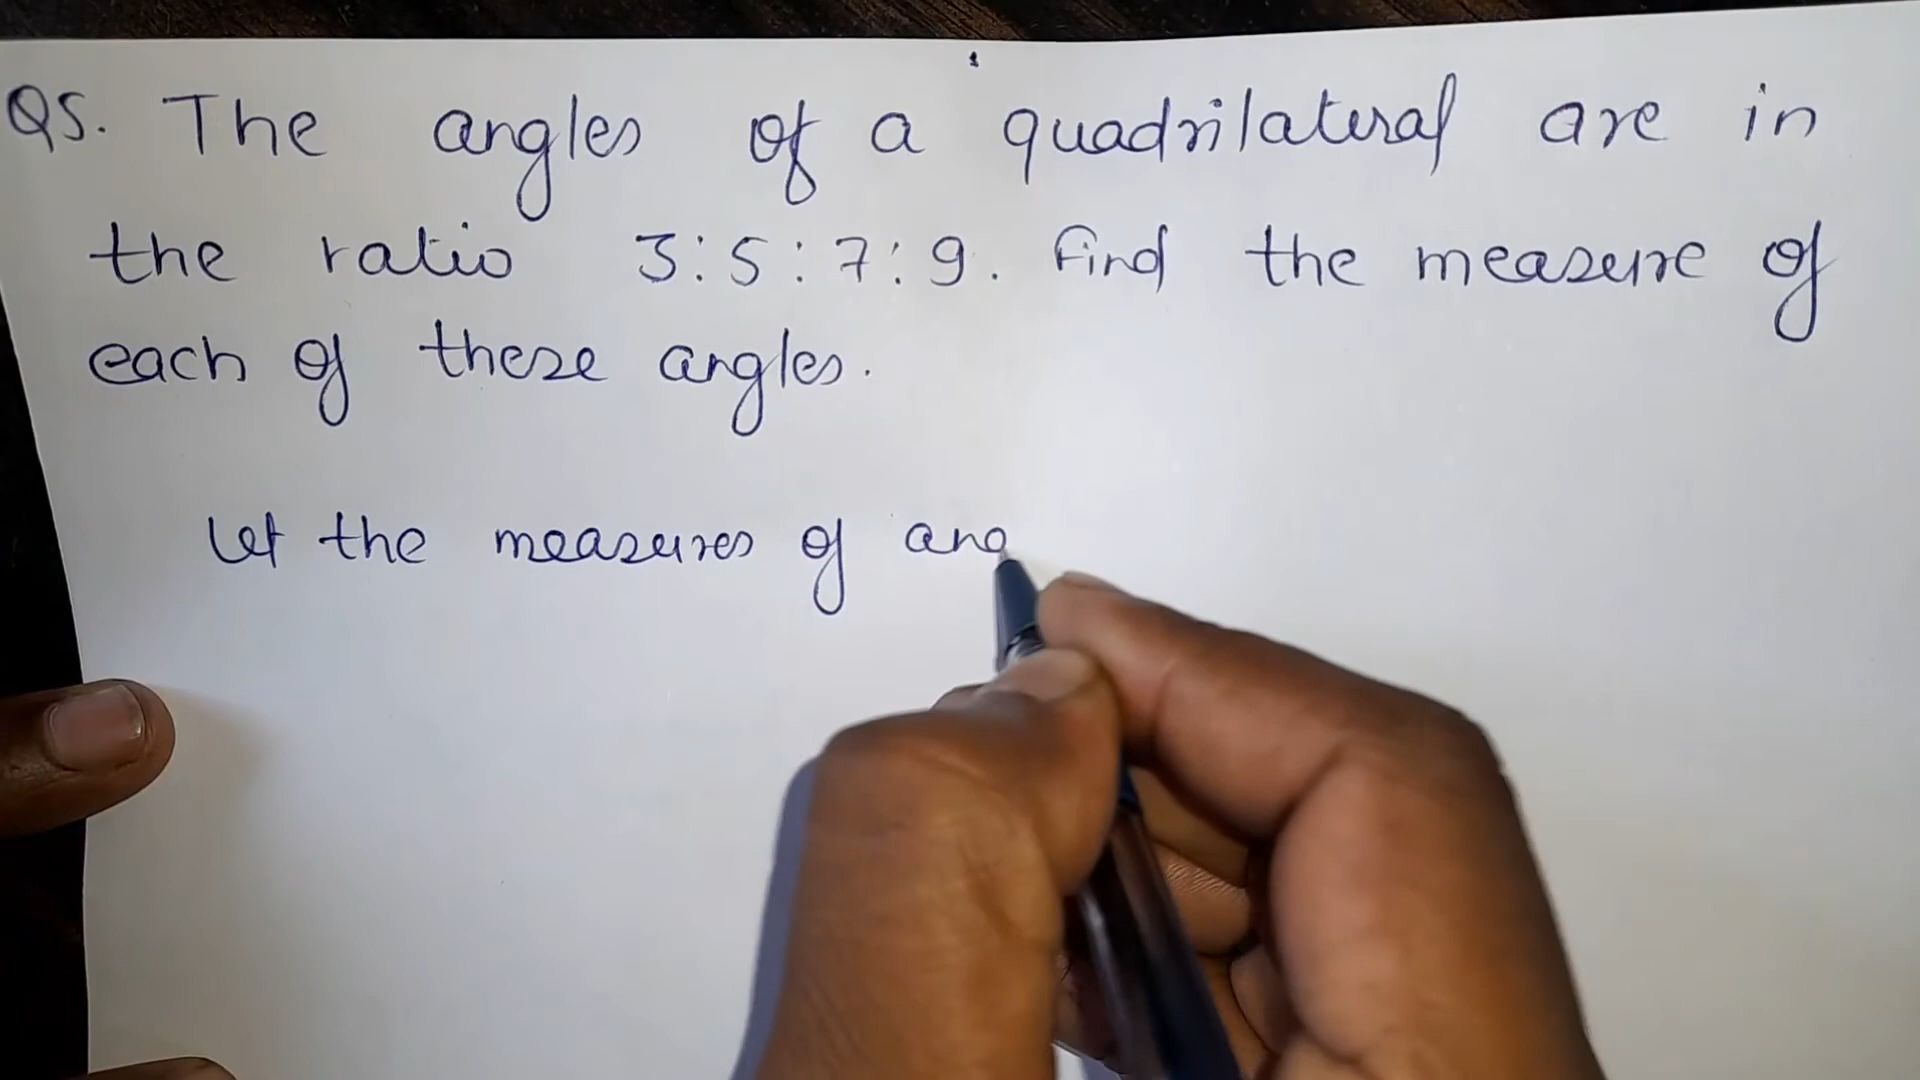 Q5. The angles of a quadrilateral are in
the ratio 3:5:7:9. Find the measure of
each of these angles.
Let the measures of ang